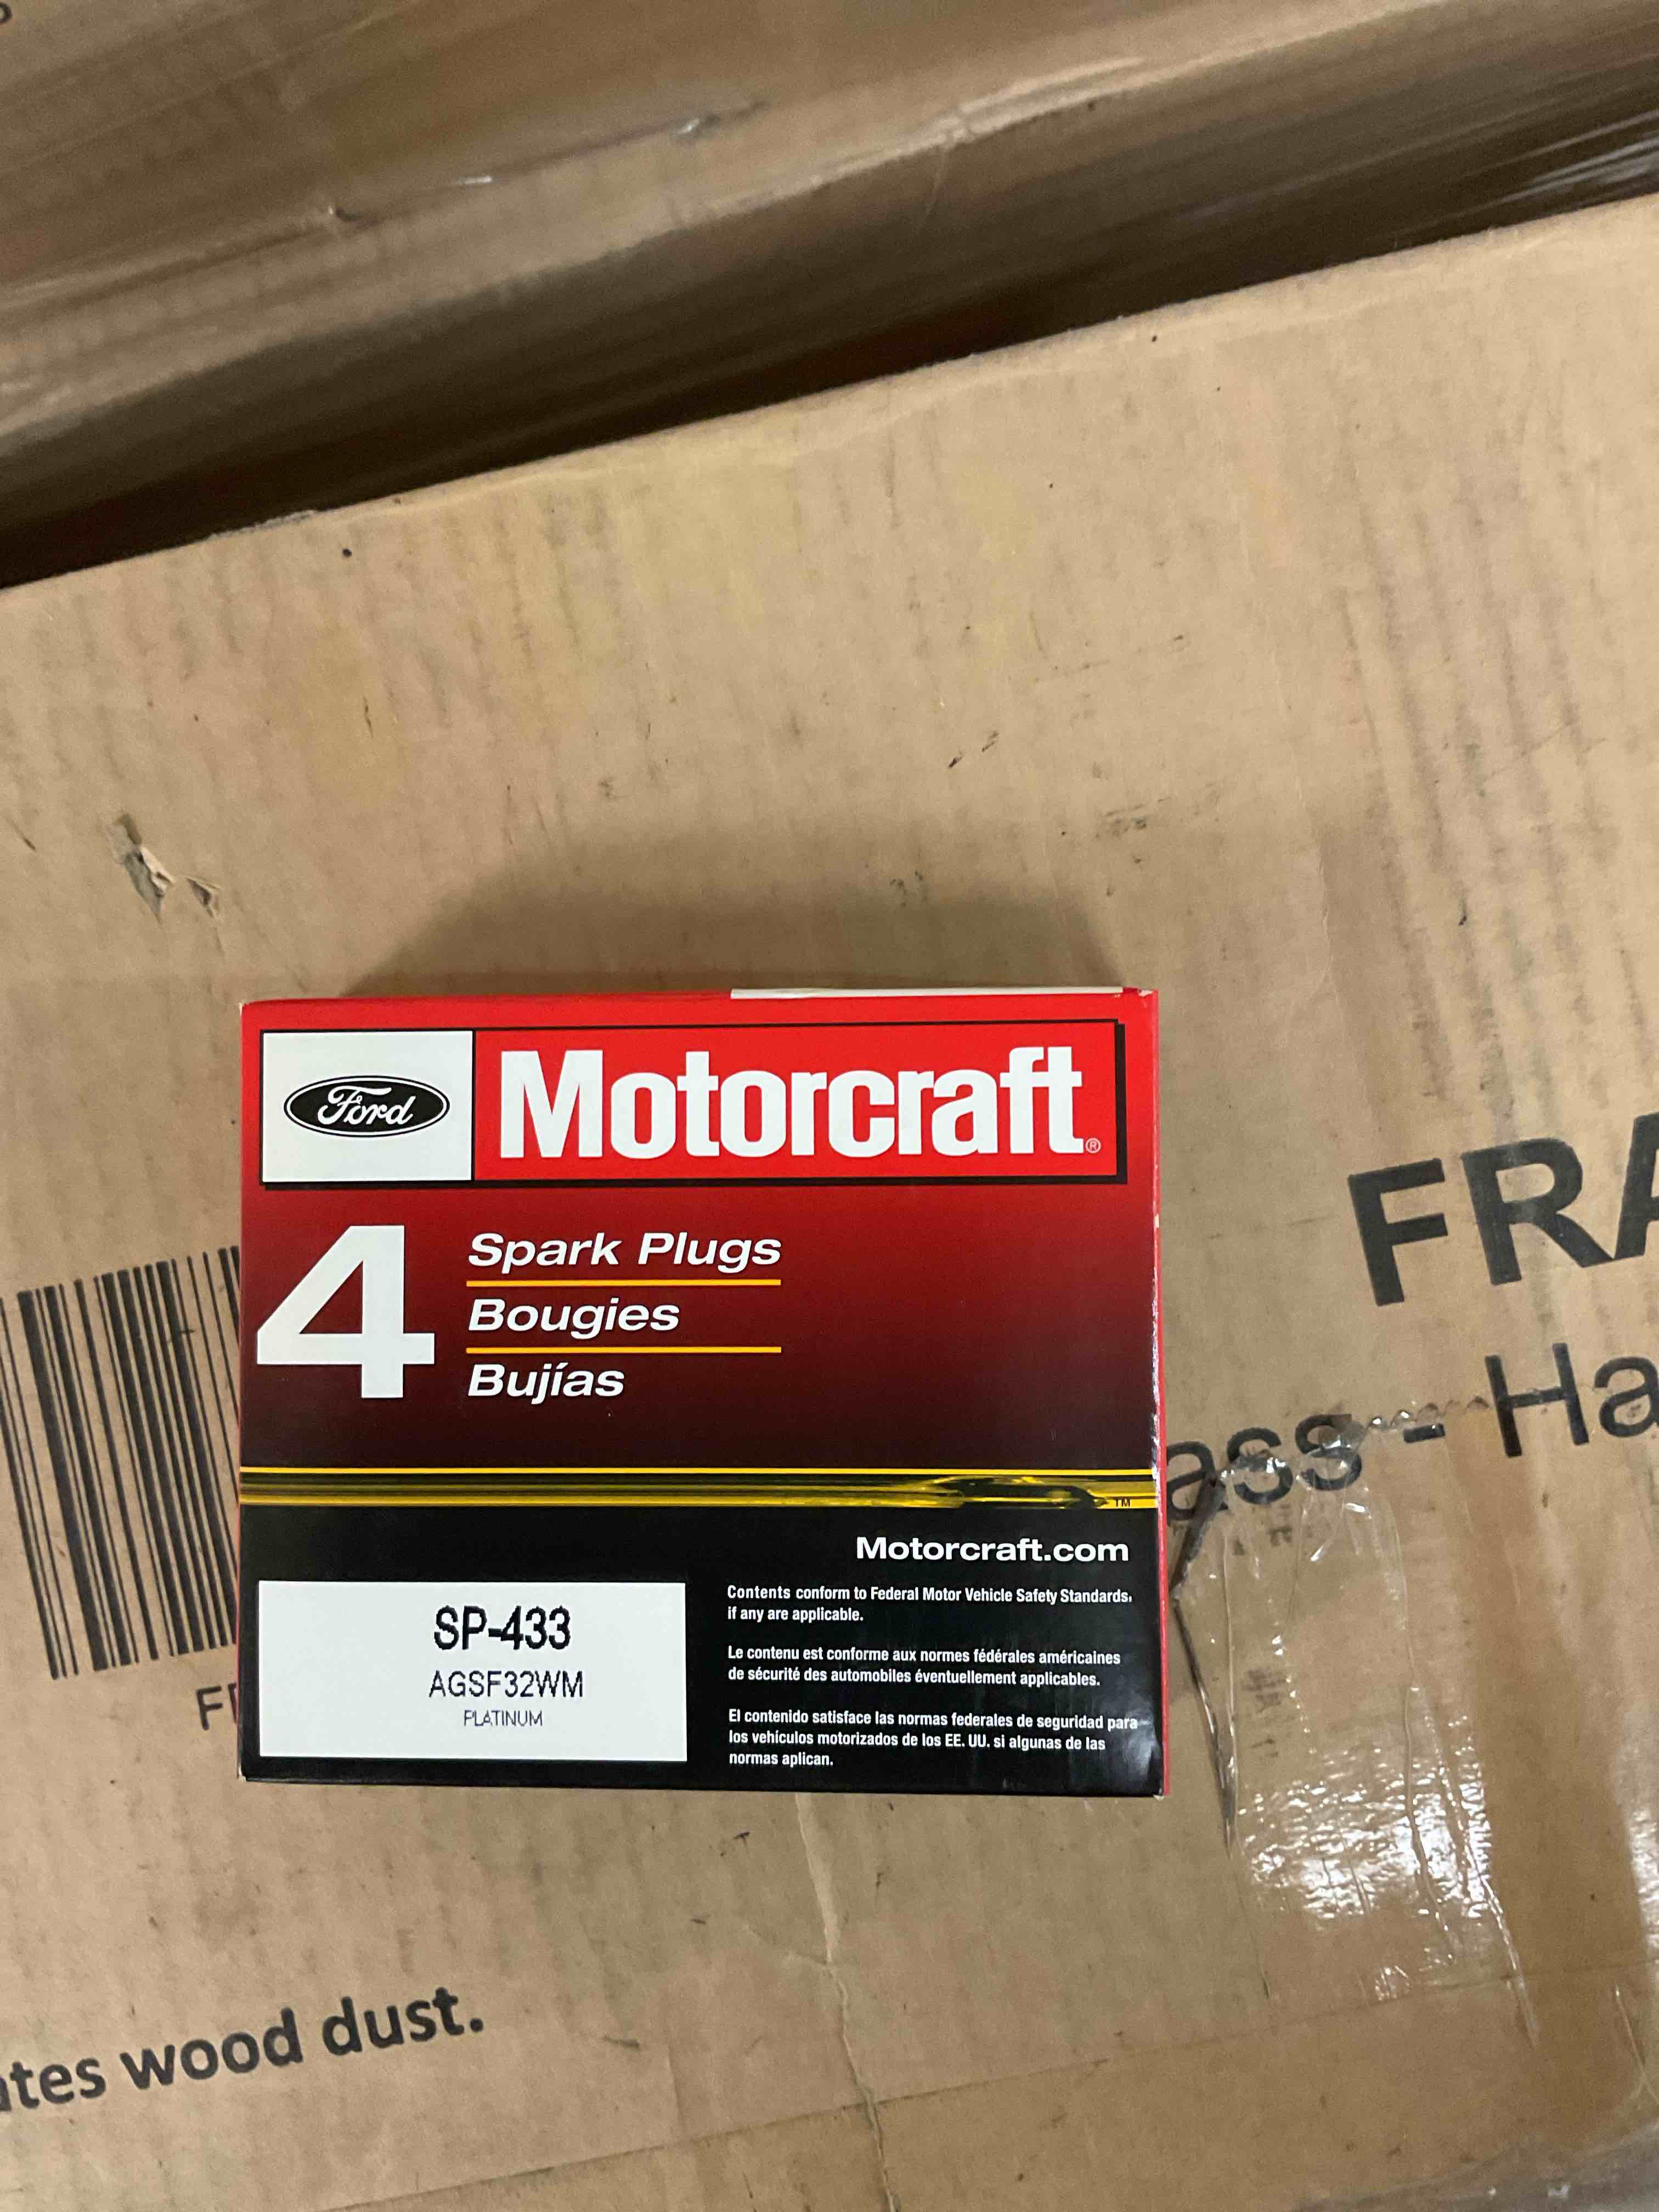 Ford
Motorcraft®
4
Spark Plugs
Bougies
Bujías
TM
Motorcraft.com
SP-433
AGSF32WM
PLATINUM
Contents conform to Federal Motor Vehicle Safety Standards,
if any are applicable.
Le contenu est conforme aux normes fédérales américaines
de sécurité des automobiles éventuellement applicables.
El contenido satisface las normas federales de seguridad para
los vehículos motorizados de los EE. UU. si algunas de las
normas aplican.
FRA
ass - Ha
wood dust.